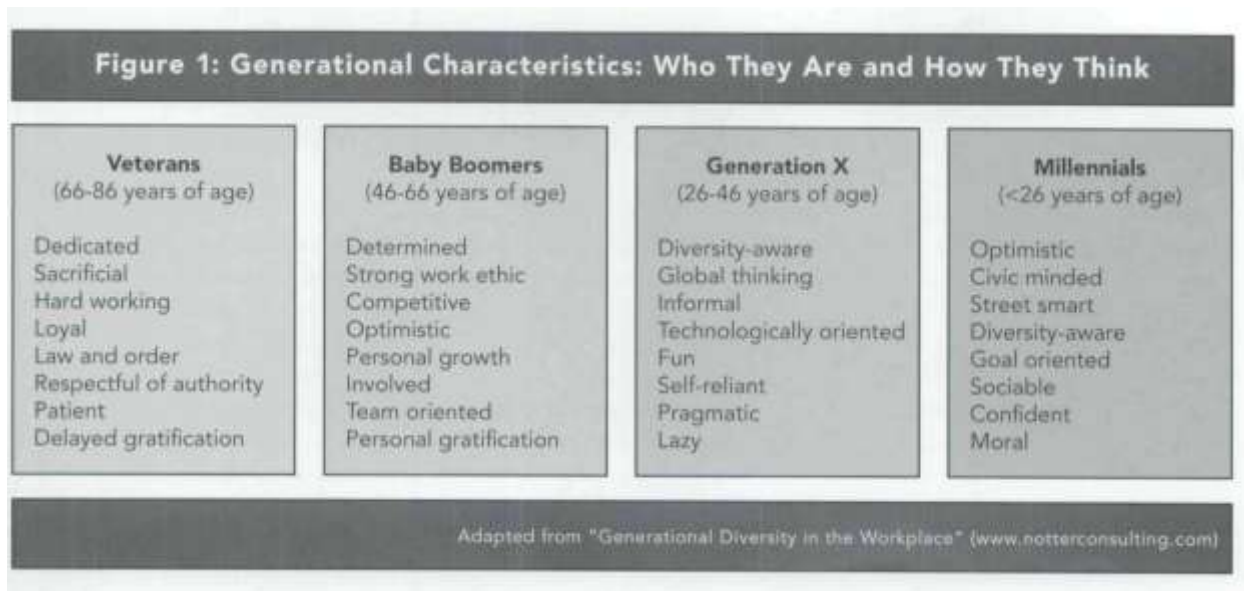 Figure 1: Generational Characteristics: Who They Are and How They Think
Veterans
(66-86 years of age)
Dedicated
Sacrificial
Hard working
Loyal
Law and order
Respectful of authority
Patient
Delayed gratification
Baby Boomers
(46-66 years of age)
Determined
Strong work ethic
Competitive
Optimistic
Personal growth
Involved
Team oriented
Personal gratification
Generation X
(26-46 years of age)
Diversity-aware
Global thinking
Informal
Technologically oriented
Fun
Self-reliant
Pragmatic
Lazy
Millennials
(<26 years of age)
Optimistic
Civic minded
Street smart
Diversity-aware
Goal oriented
Sociable
Confident
Moral
Adapted from "Generational Diversity in the Workplace" (www.notterconsulting.com)